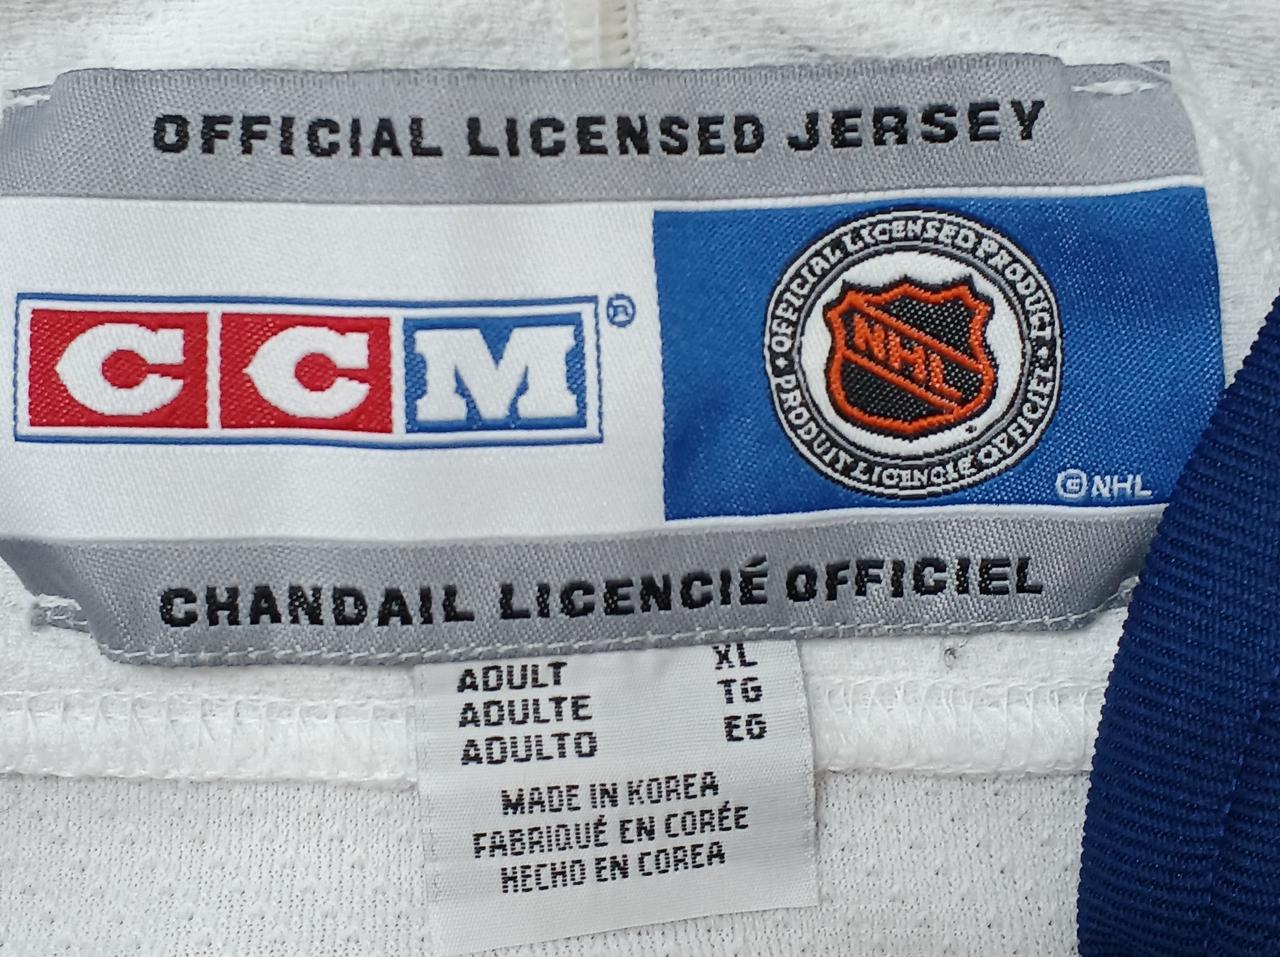 OFFICIAL LICENSED JERSEY
CCM®
OFFICIAL LICENSED PRODUCT
NHL
PRODUIT LICENCIÉ OFFICIEL
©NHL
CHANDAIL LICENCIÉ OFFICIEL
ADULT XL
ADULTE TG
ADULTO EG
MADE IN KOREA
FABRIQUÉ EN CORÉE
HECHO EN COREA